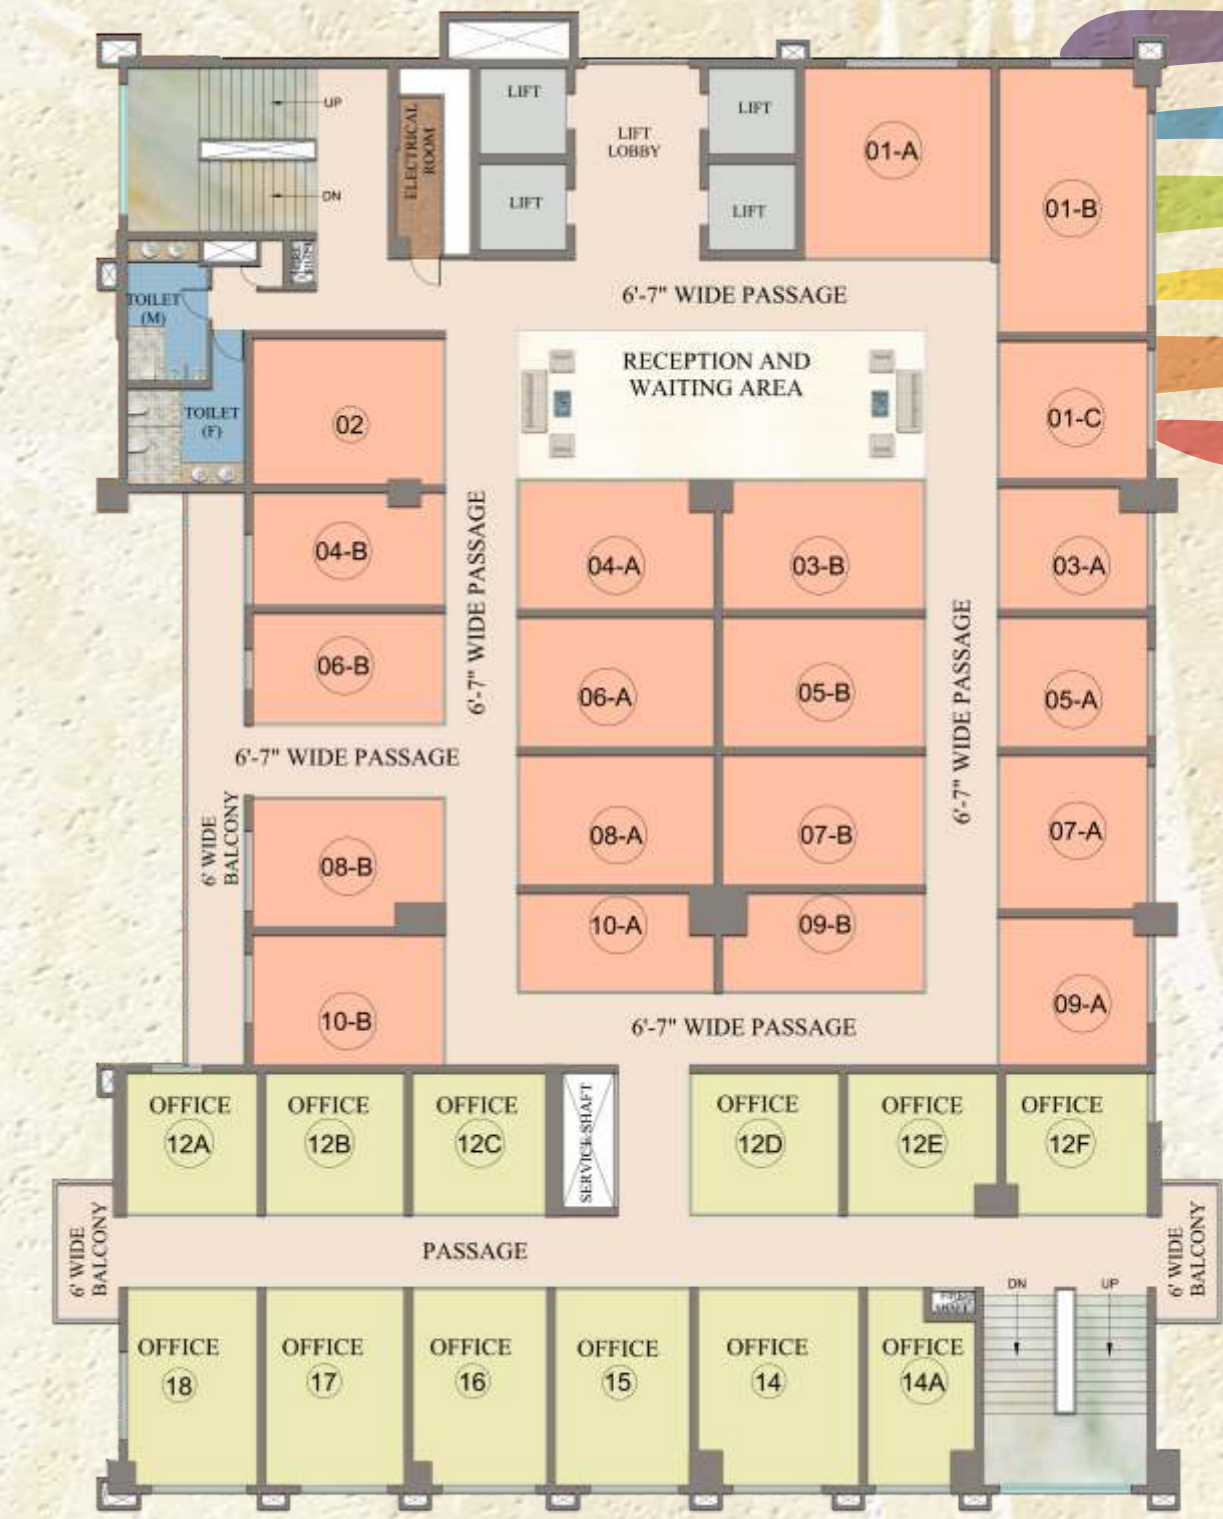 UP
DN
ELECTRICAL
ROOM
LIFT
LIFT
LIFT
LOBBY
LIFT
LIFT
01-A
01-B
TOILET
(M)
6'-7" WIDE PASSAGE
RECEPTION AND
WAITING AREA
TOILET
(F)
02
01-C
04-B
6'-7" WIDE PASSAGE
04-A
03-B
03-A
06-B
06-A
05-B
6'-7" WIDE PASSAGE
05-A
6'-7" WIDE PASSAGE
6' WIDE
BALCONY
08-B
08-A
07-B
07-A
10-A
09-B
10-B
09-A
6'-7" WIDE PASSAGE
OFFICE
12A
OFFICE
12B
OFFICE
12C
SERVICE SHAFT
OFFICE
12D
OFFICE
12E
OFFICE
12F
6' WIDE
BALCONY
PASSAGE
6' WIDE
BALCONY
DN
UP
OFFICE
18
OFFICE
17
OFFICE
16
OFFICE
15
OFFICE
14
OFFICE
14A